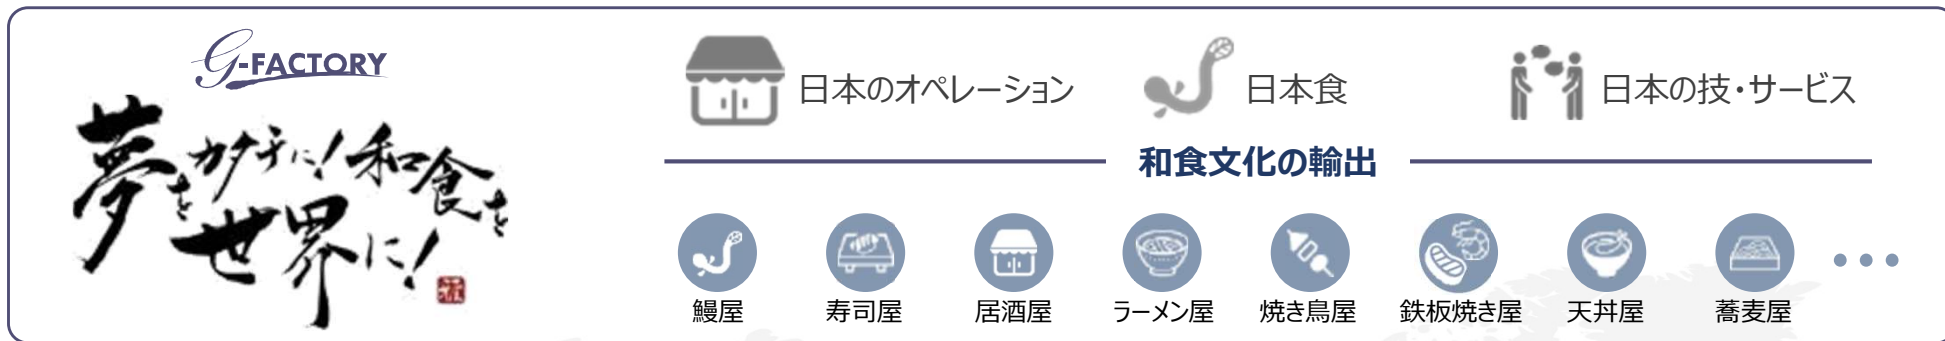 G-FACTORY
夢をカタチに!和食を
世界に!
日本のオペレーション
日本食
日本の技・サービス
和食文化の輸出
鰻屋
寿司屋
居酒屋
ラーメン屋
焼き鳥屋
鉄板焼き屋
天丼屋
蕎麦屋
•••